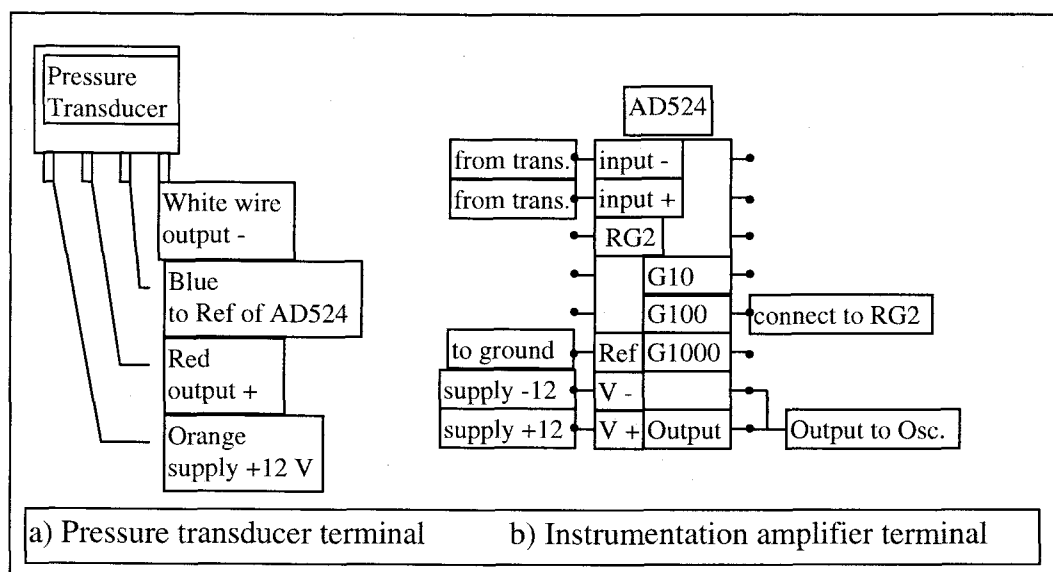 Pressure
Transducer
White wire
output -
Blue
to Ref of AD524
Red
output +
Orange
supply +12 V
a) Pressure transducer terminal
AD524
from trans.
input -
from trans.
input +
RG2
G10
G100
connect to RG2
to ground
Ref
G1000
supply -12
V -
supply +12
V +
Output
Output to Osc.
b) Instrumentation amplifier terminal